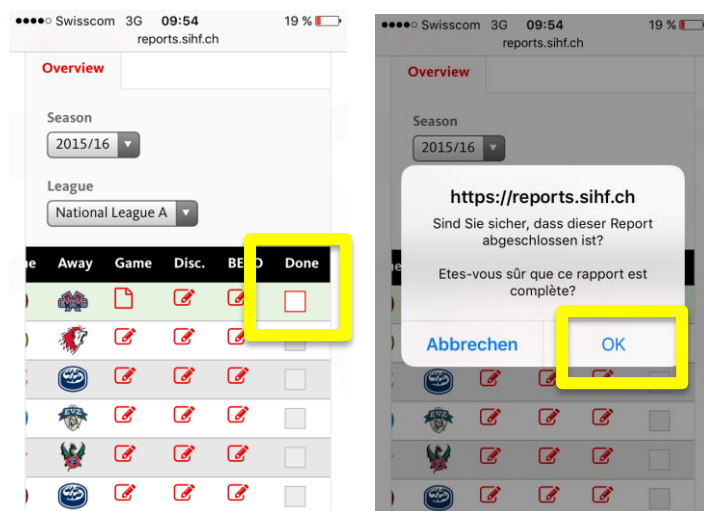 Swisscom 3G 09:54 19 %
reports.sihf.ch
Overview
Season
2015/16
League
National League A
e Away Game Disc. Done
EVZ
Swisscom 3G 09:54 19 %
reports.sihf.ch
Overview
Season
2015/16
https://reports.sihf.ch
Sind Sie sicher, dass dieser Report
abgeschlossen ist?
Etes-vous sûr que ce rapport est
complète?
Abbrechen OK
EVZ